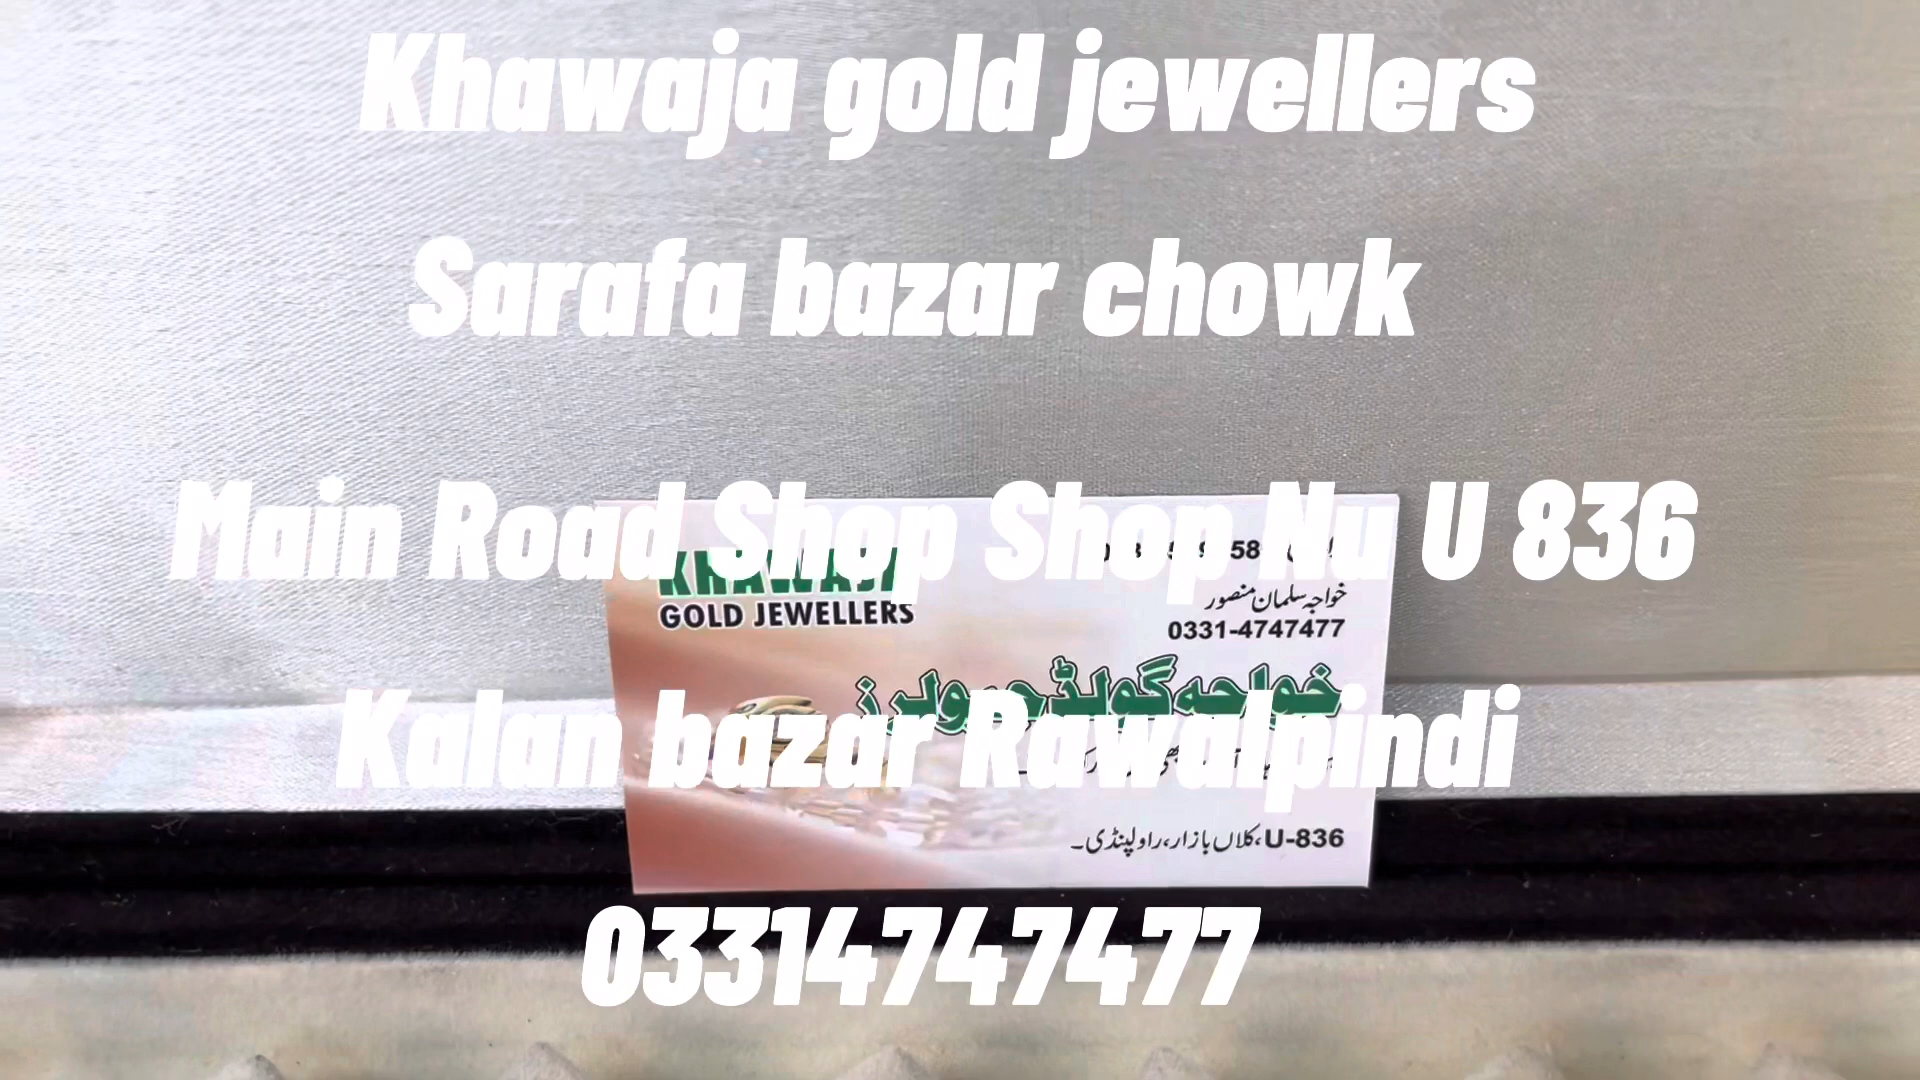 Khawaja gold jewellers
Sarafa bazar chowk
Main Road Shop Shop Nu U 836
Kalan bazar Rawalpindi
03314747477
GOLD JEWELLERS
خواجہ سلمان منصور
0331-4747477
خواجہ گولڈ جیولرز
U-836، کلاں بازار، راولپنڈی۔